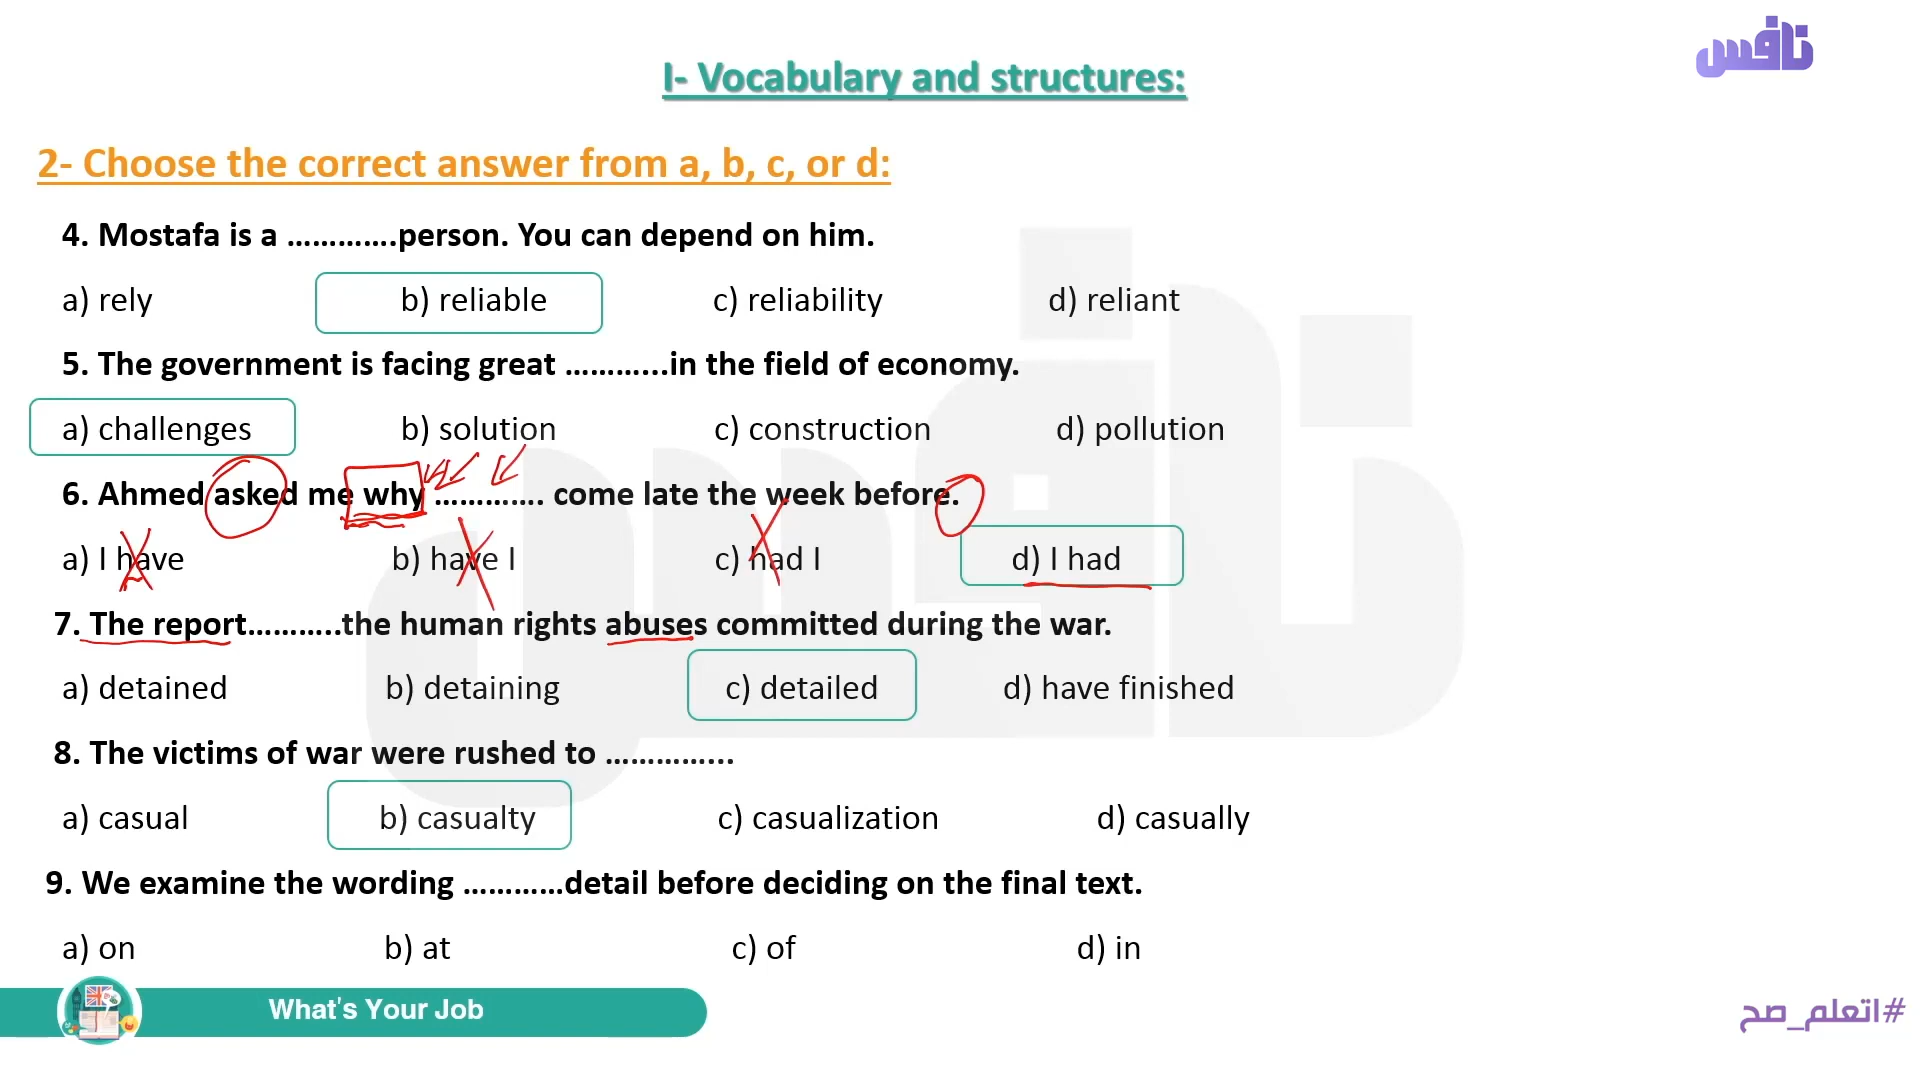 نافس
I- Vocabulary and structures:
2- Choose the correct answer from a, b, c, or d:
4. Mostafa is a ………….person. You can depend on him.
a) rely b) reliable c) reliability d) reliant
5. The government is facing great ………...in the field of economy.
a) challenges b) solution c) construction d) pollution
6. Ahmed asked me why …………. come late the week before.
a) I have b) have I c) had I d) I had
7. The report………..the human rights abuses committed during the war.
a) detained b) detaining c) detailed d) have finished
8. The victims of war were rushed to …………...
a) casual b) casualty c) casualization d) casually
9. We examine the wording …………detail before deciding on the final text.
a) on b) at c) of d) in
What's Your Job
#اتعلم_صح